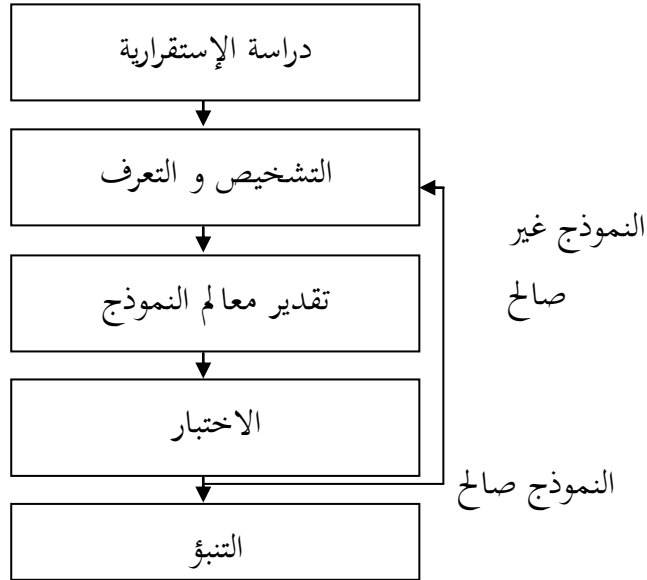 دراسة الإستقرارية
التشخيص و التعرف
النموذج غير
صالح
تقدير معالم النموذج
الاختبار
النموذج صالح
التنبؤ